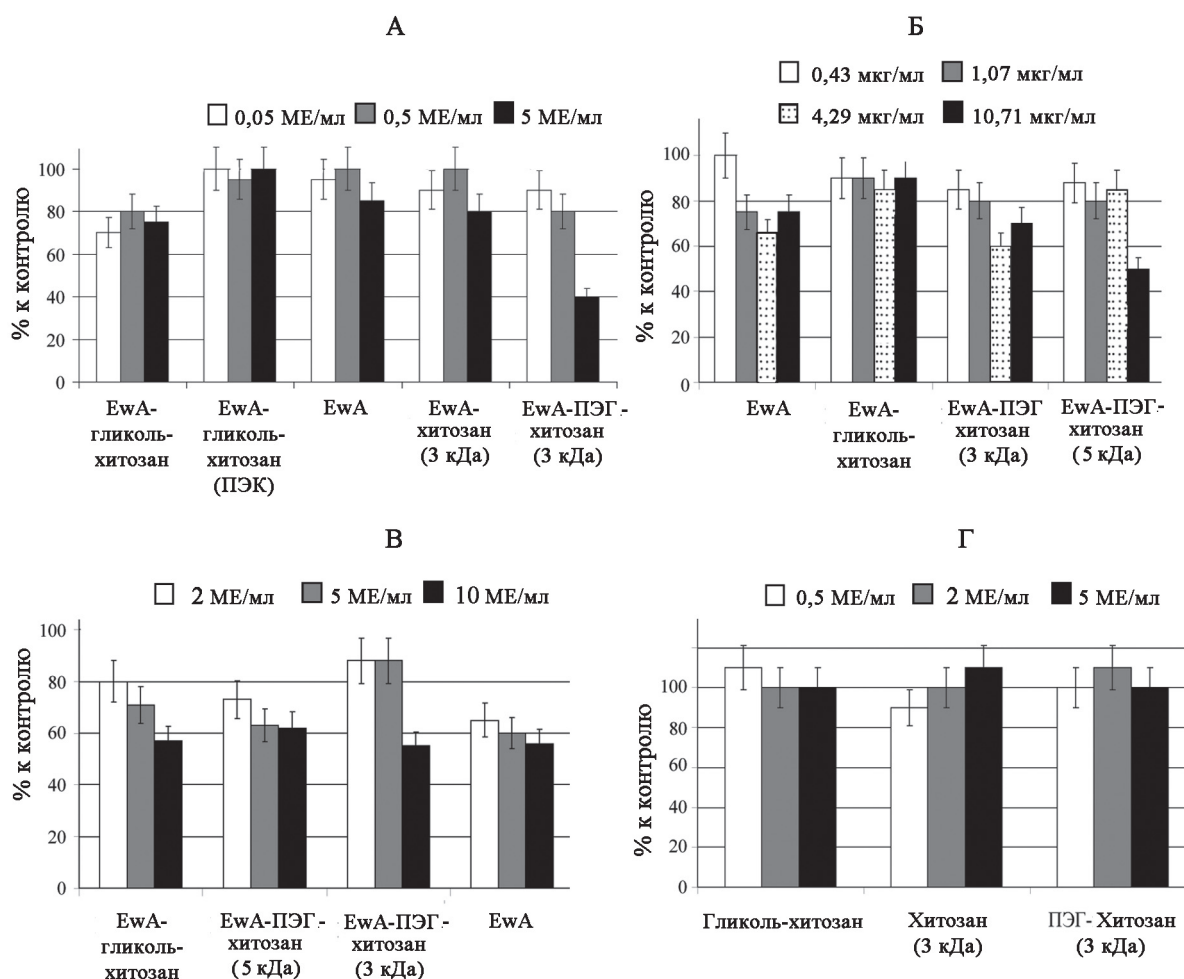 А
0,05 МЕ/мл 0,5 МЕ/мл 5 МЕ/мл
% к контролю
100
80
60
40
20
0
EwA-
гликоль-
хитозан
EwA-
гликоль-
хитозан
(ПЭК)
EwA
EwA-
хитозан
(3 кДа)
EwA-ПЭГ-
хитозан
(3 кДа)
Б
0,43 мкг/мл 1,07 мкг/мл
4,29 мкг/мл 10,71 мкг/мл
% к контролю
100
80
60
40
20
0
EwA
EwA-
гликоль-
хитозан
EwA-ПЭГ
хитозан
(3 кДа)
EwA-ПЭГ-
хитозан
(5 кДа)
В
2 МЕ/мл 5 МЕ/мл 10 МЕ/мл
% к контролю
100
80
60
40
20
0
EwA-
гликоль-
хитозан
EwA-ПЭГ-
хитозан
(5 кДа)
EwA-ПЭГ-
хитозан
(3 кДа)
EwA
Г
0,5 МЕ/мл 2 МЕ/мл 5 МЕ/мл
% к контролю
100
80
60
40
20
0
Гликоль-хитозан
Хитозан
(3 кДа)
ПЭГ- Хитозан
(3 кДа)